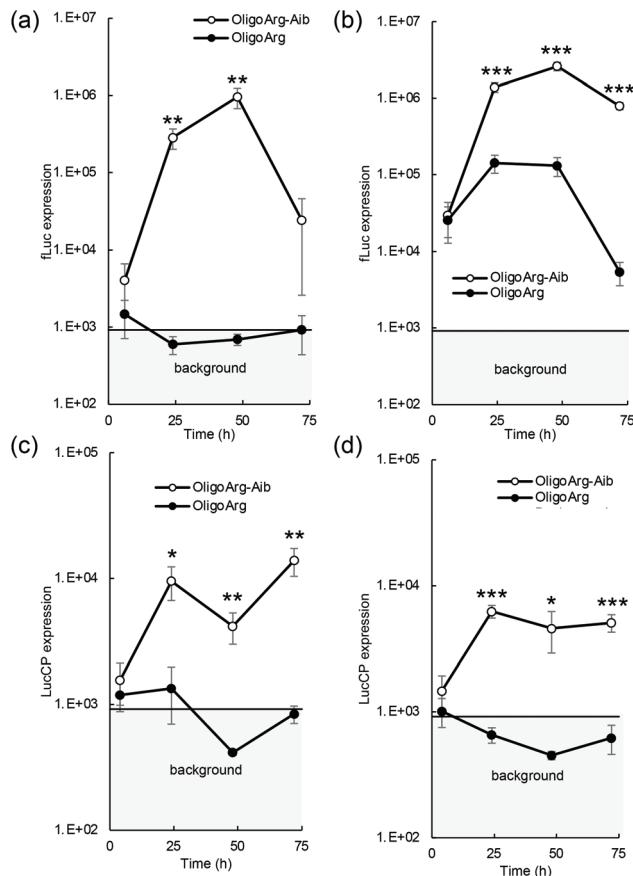 (a)
OligoArg-Aib
OligoArg
1.E+07
1.E+06
1.E+05
1.E+04
1.E+03
1.E+02
fLuc expression
**
**
background
0
25
50
75
Time (h)
(b)
1.E+07
1.E+06
1.E+05
1.E+04
1.E+03
1.E+02
fLuc expression
***
***
***
OligoArg-Aib
OligoArg
background
0
25
50
75
Time (h)
(c)
1.E+05
1.E+04
1.E+03
1.E+02
LucCP expression
OligoArg-Aib
OligoArg
*
**
**
background
0
25
50
75
Time (h)
(d)
1.E+05
1.E+04
1.E+03
1.E+02
LucCP expression
OligoArg-Aib
OligoArg
***
*
***
background
0
25
50
75
Time (h)